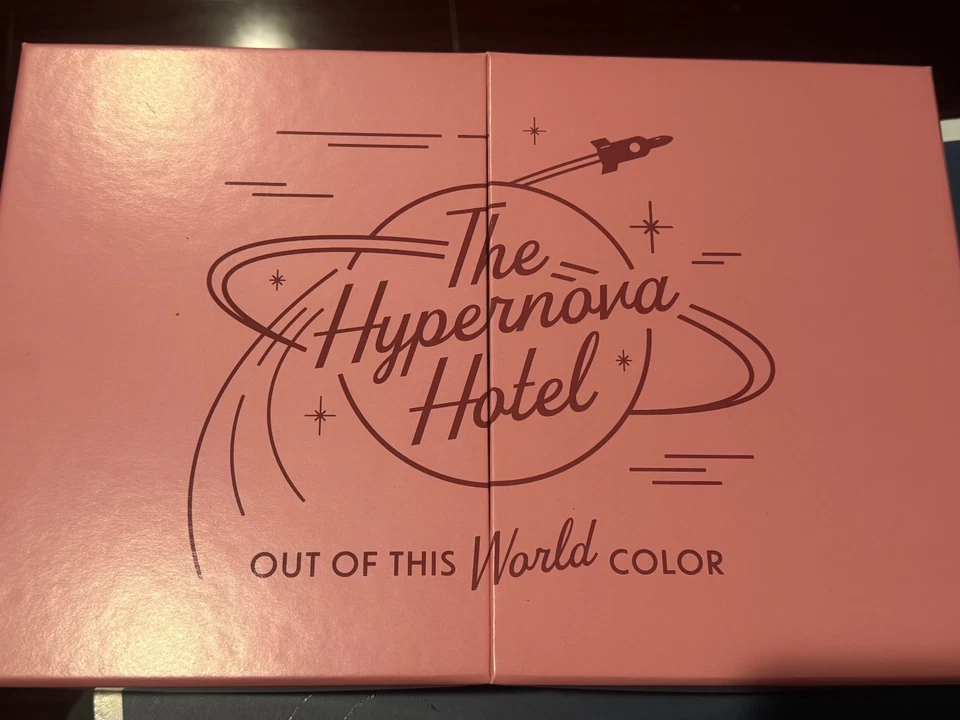 The
Hypernova
Hotel
OUT OF THIS World COLOR